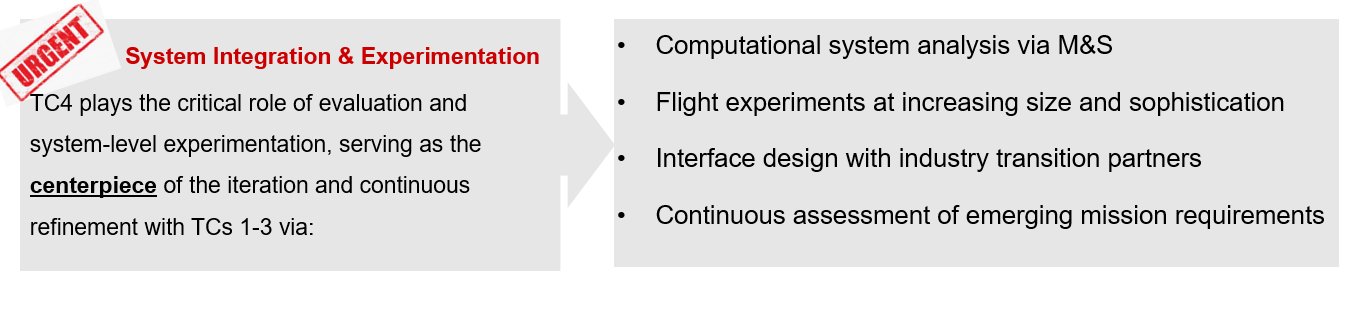 URGENT
System Integration & Experimentation
TC4 plays the critical role of evaluation and
system-level experimentation, serving as the
centerpiece of the iteration and continuous
refinement with TCs 1-3 via:
• Computational system analysis via M&S
• Flight experiments at increasing size and sophistication
• Interface design with industry transition partners
• Continuous assessment of emerging mission requirements